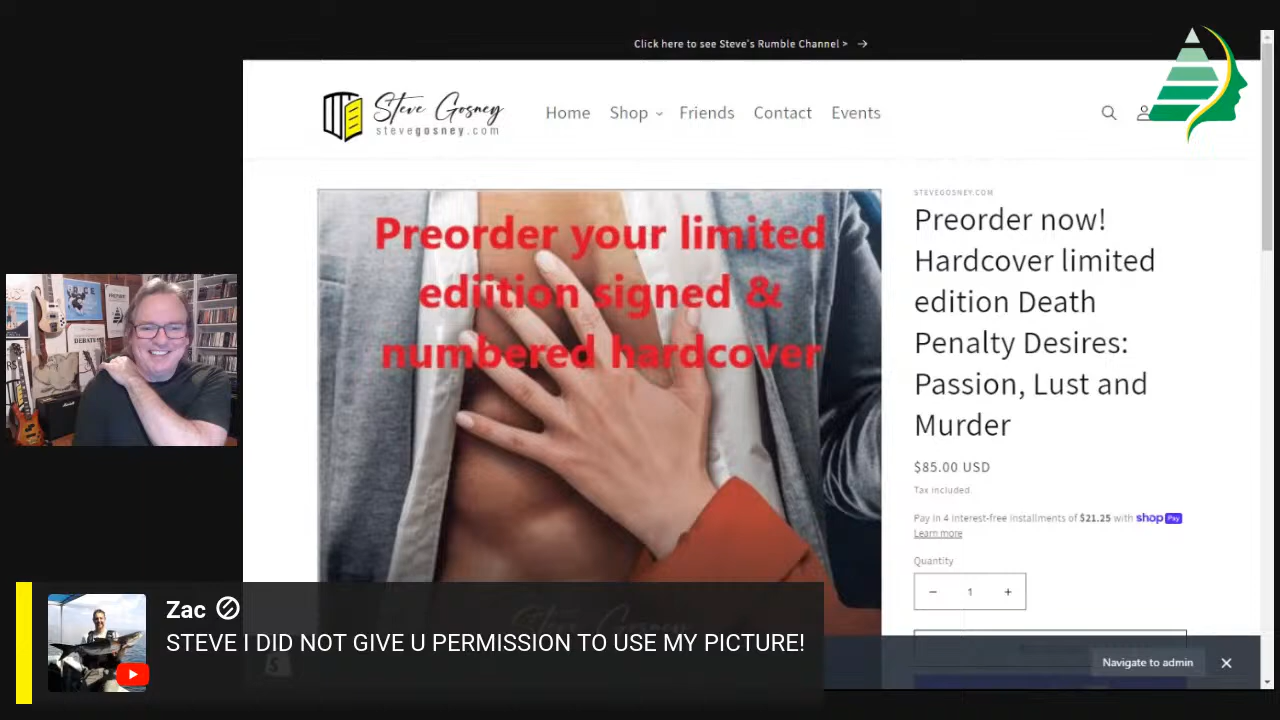 Click here to see Steve's Rumble Channel > →
Steve Gosney
stevegosney.com
Home Shop Friends Contact Events
STEVEGOSNEY.COM
Preorder now!
Hardcover limited
edition Death
Penalty Desires:
Passion, Lust and
Murder
Preorder your limited
ediition signed &
numbered hardcover
$85.00 USD
Tax included.
Pay in 4 interest-free installments of $21.25 with shop Pay
Learn more
Quantity
− 1 +
Steve Gosney
Navigate to admin ×
Zac
STEVE I DID NOT GIVE U PERMISSION TO USE MY PICTURE!
DEBATE